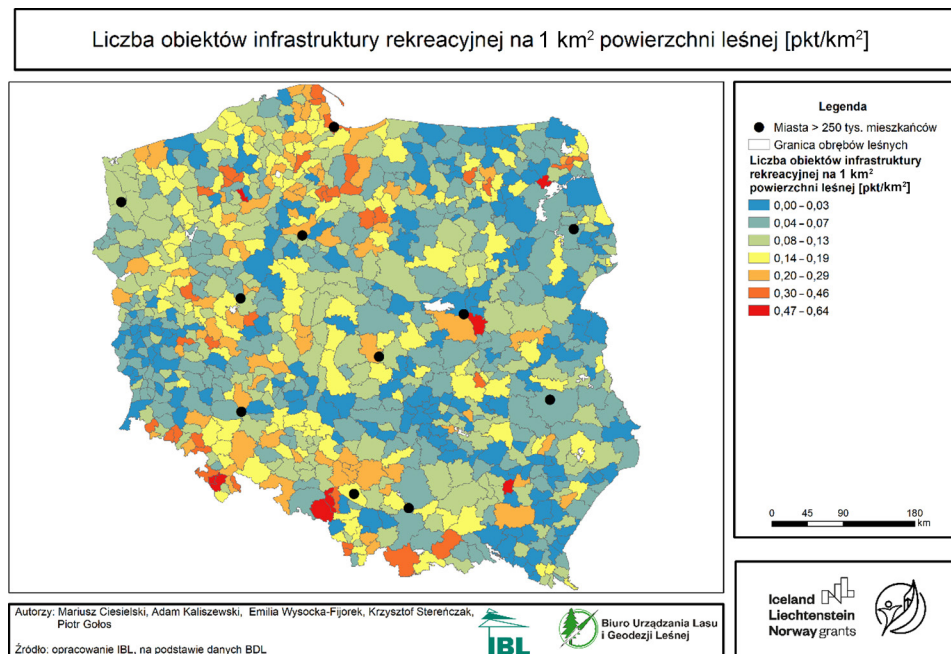 Liczba obiektów infrastruktury rekreacyjnej na 1 km² powierzchni leśnej [pkt/km²]
Legenda
Miasta > 250 tys. mieszkańców
Granica obrębów leśnych
Liczba obiektów infrastruktury
rekreacyjnej na 1 km²
powierzchni leśnej [pkt/km²]
0,00 – 0,03
0,04 – 0,07
0,08 – 0,13
0,14 – 0,19
0,20 – 0,29
0,30 – 0,46
0,47 – 0,64
0 45 90 180
km
Autorzy: Mariusz Ciesielski, Adam Kaliszewski, Emilia Wysocka-Fijorek, Krzysztof Stereńczak,
Piotr Gołos
Źródło: opracowanie IBL, na podstawie danych BDL
IBL
Biuro Urządzania Lasu
i Geodezji Leśnej
Iceland
Liechtenstein
Norway grants